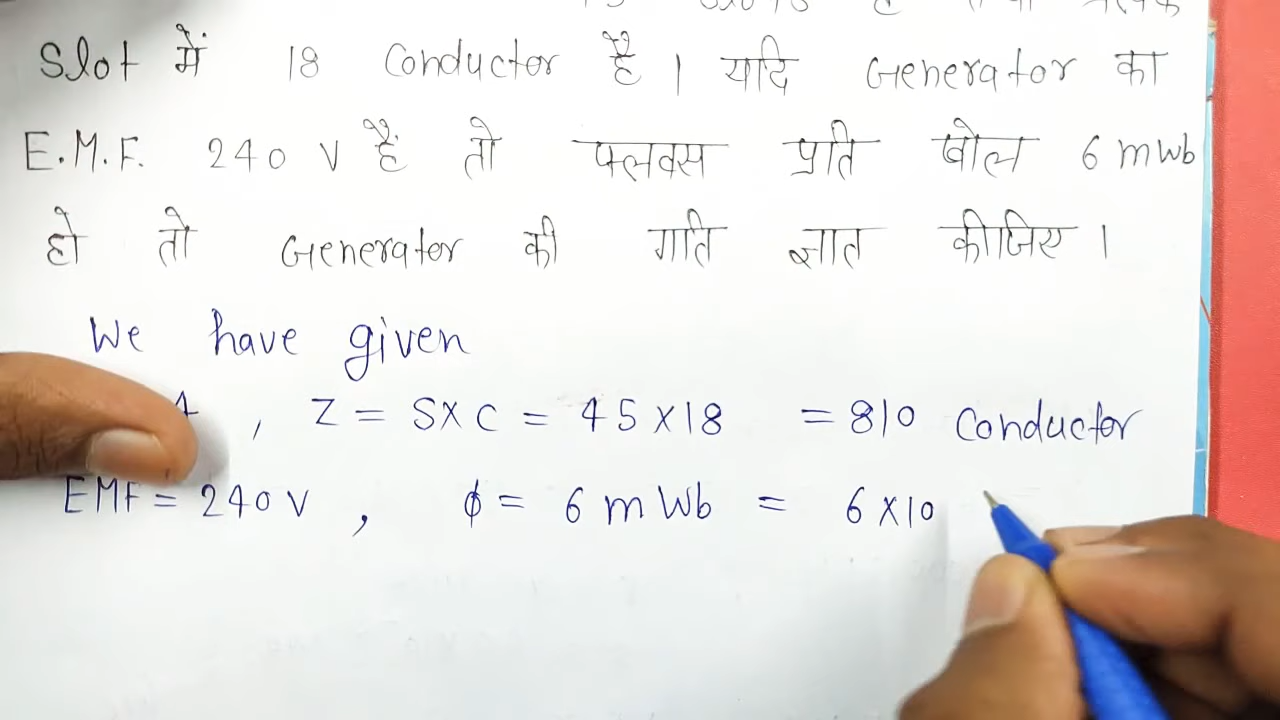 Slot में 18 Conductor है । यदि Generator का
E.M.F. 240 V है तो फ्लक्स प्रति पोल 6 mwb
हो तो Generator की गति ज्ञात कीजिए ।
We have given
, Z = S×C = 45×18 = 810 Conductor
EMF = 240 V , ϕ = 6 m Wb = 6×10